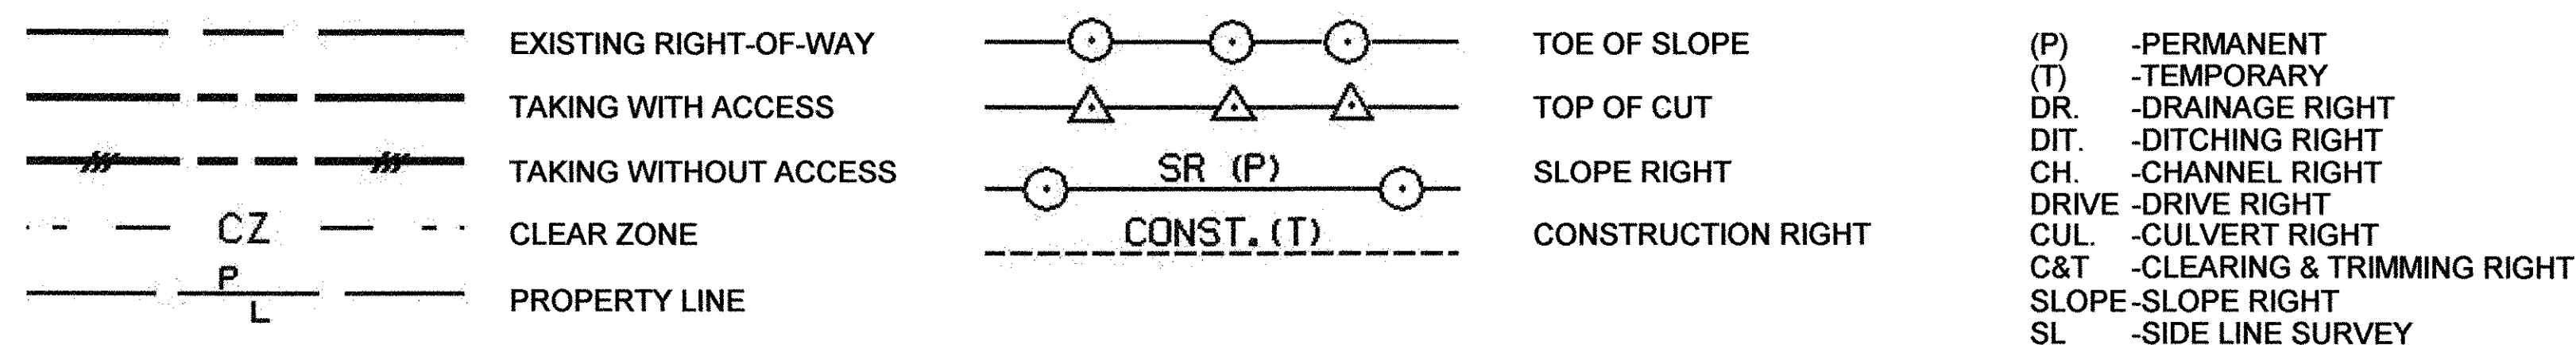 EXISTING RIGHT-OF-WAY
TAKING WITH ACCESS
TAKING WITHOUT ACCESS
CZ CLEAR ZONE
P
L PROPERTY LINE
TOE OF SLOPE
TOP OF CUT
SR (P) SLOPE RIGHT
CONST.(T) CONSTRUCTION RIGHT
(P) -PERMANENT
(T) -TEMPORARY
DR. -DRAINAGE RIGHT
DIT. -DITCHING RIGHT
CH. -CHANNEL RIGHT
DRIVE -DRIVE RIGHT
CUL. -CULVERT RIGHT
C&T -CLEARING & TRIMMING RIGHT
SLOPE-SLOPE RIGHT
SL -SIDE LINE SURVEY